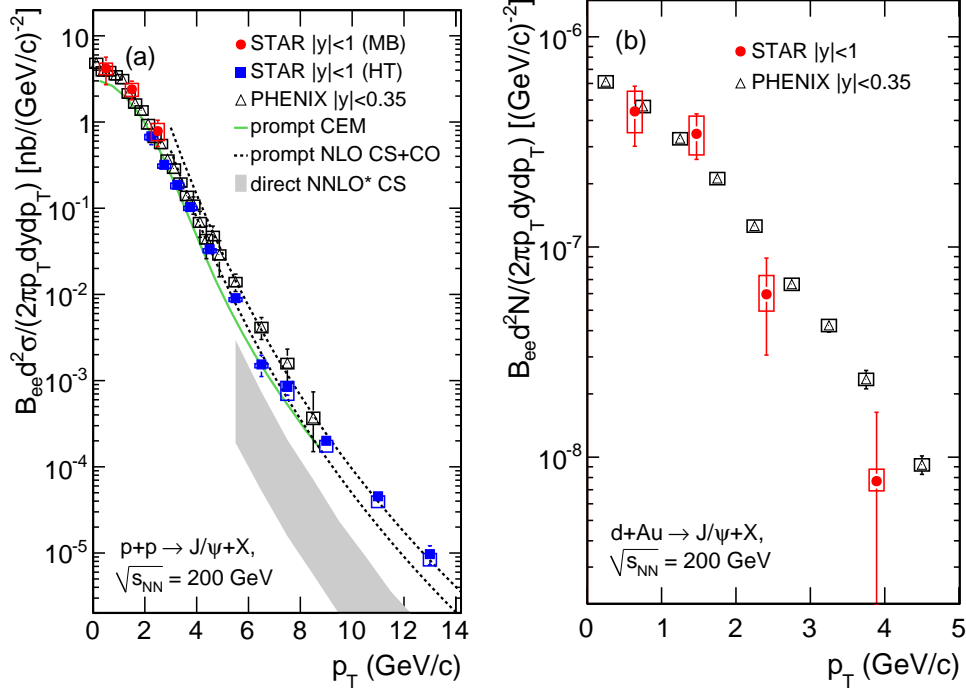 B_ee d²σ/(2πp_T dydp_T) [nb/(GeV/c)⁻²]
10
1
10⁻¹
10⁻²
10⁻³
10⁻⁴
10⁻⁵
(a)
STAR |y|<1 (MB)
STAR |y|<1 (HT)
PHENIX |y|<0.35
prompt CEM
prompt NLO CS+CO
direct NNLO* CS
p+p → J/ψ+X,
√s_NN = 200 GeV
0 2 4 6 8 10 12 14
p_T (GeV/c)
B_ee d²N/(2πp_T dydp_T) [(GeV/c)⁻²]
10⁻⁶
10⁻⁷
10⁻⁸
(b)
STAR |y|<1
PHENIX |y|<0.35
d+Au → J/ψ+X,
√s_NN = 200 GeV
0 1 2 3 4 5
p_T (GeV/c)